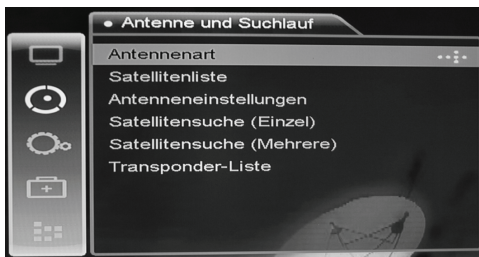 Antenne und Suchlauf
Antennenart
Satellitenliste
Antenneneinstellungen
Satellitensuche (Einzel)
Satellitensuche (Mehrere)
Transponder-Liste